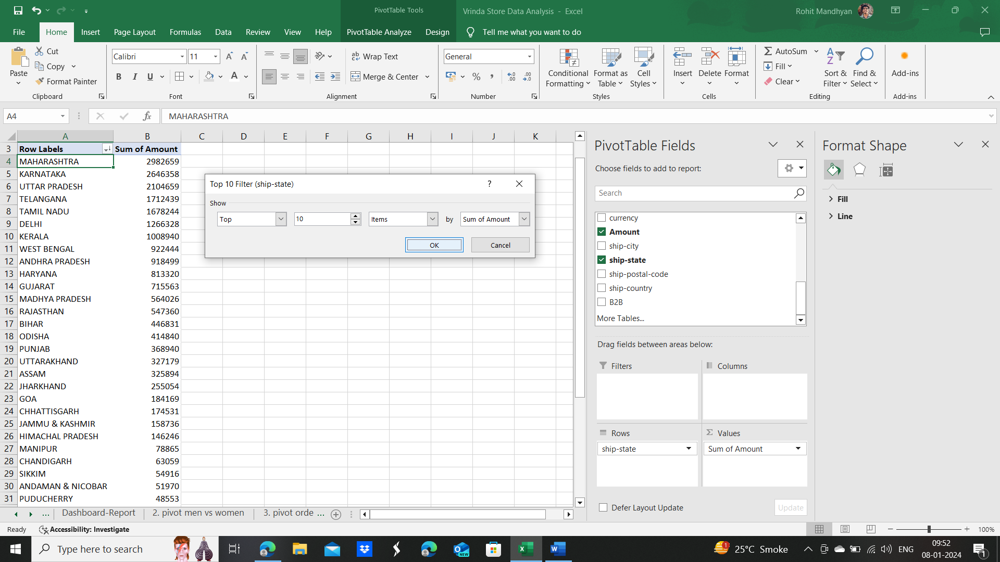 PivotTable Tools
Vrinda Store Data Analysis - Excel
Rohit Mandhyan
File Home Insert Page Layout Formulas Data Review View Help PivotTable Analyze Design Tell me what you want to do
Paste
Cut
Copy
Format Painter
Clipboard
Calibri 11
B I U A
Font
Wrap Text
Merge & Center
Alignment
General
%
Number
Conditional Formatting
Format as Table
Cell Styles
Styles
Insert
Delete
Format
Cells
AutoSum
Fill
Clear
Sort & Filter
Find & Select
Editing
Add-ins
Add-ins
A4 fx MAHARASHTRA
A B C D E F G H I J K
3 Row Labels Sum of Amount
4 MAHARASHTRA 2982659
5 KARNATAKA 2646358
6 UTTAR PRADESH 2104659
7 TELANGANA 1712439
8 TAMIL NADU 1678244
9 DELHI 1266328
10 KERALA 1008940
11 WEST BENGAL 922444
12 ANDHRA PRADESH 918499
13 HARYANA 813320
14 GUJARAT 715563
15 MADHYA PRADESH 564026
16 RAJASTHAN 547360
17 BIHAR 446831
18 ODISHA 414840
19 PUNJAB 368940
20 UTTARAKHAND 327179
21 ASSAM 325894
22 JHARKHAND 255054
23 GOA 184169
24 CHHATTISGARH 174531
25 JAMMU & KASHMIR 158736
26 HIMACHAL PRADESH 146246
27 MANIPUR 78865
28 CHANDIGARH 63059
29 SIKKIM 54916
30 ANDAMAN & NICOBAR 51970
31 PUDUCHERRY 48553
Top 10 Filter (ship-state) ?
Show
Top 10 Items by Sum of Amount
OK Cancel
PivotTable Fields
Choose fields to add to report:
Search
currency
Amount
ship-city
ship-state
ship-postal-code
ship-country
B2B
More Tables...
Drag fields between areas below:
Filters Columns
Rows Values
ship-state Sum of Amount
Defer Layout Update Update
Format Shape
Fill
Line
... Dashboard-Report 2. pivot men vs women 3. pivot orde ...
Ready Accessibility: Investigate 100%
Type here to search
NEW
1
25°C Smoke
ENG
09:52
08-01-2024
1